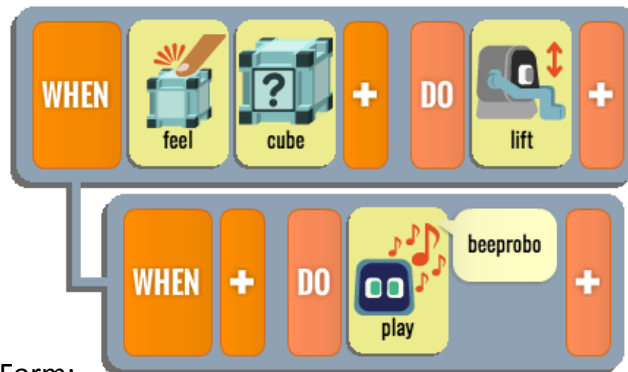 WHEN feel cube + DO lift +
WHEN + DO play beeprobo +
Form: